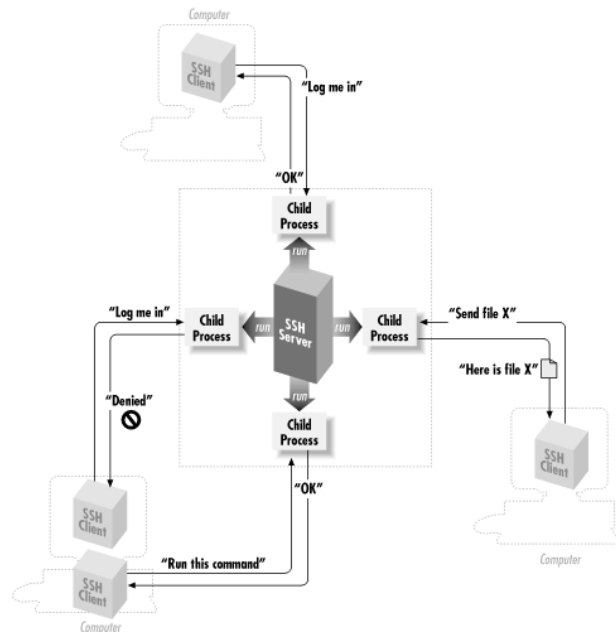 Computer
SSH
Client
“Log me in”
“OK”
Child
Process
run
“Log me in”
Child
Process
run
SSH
Server
run
Child
Process
“Send file X”
“Here is file X”
“Denied”
run
Child
Process
“OK”
SSH
Client
SSH
Client
“Run this command”
SSH
Client
Computer
Computer